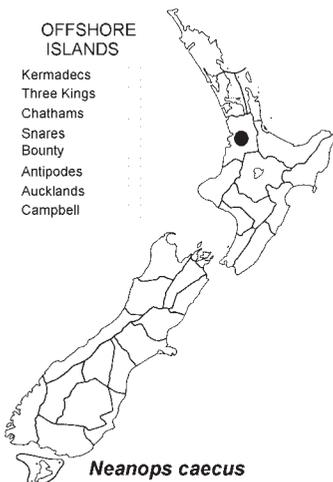 OFFSHORE
ISLANDS
Kermadecs
Three Kings
Chathams
Snares
Bounty
Antipodes
Aucklands
Campbell
Neanops caecus